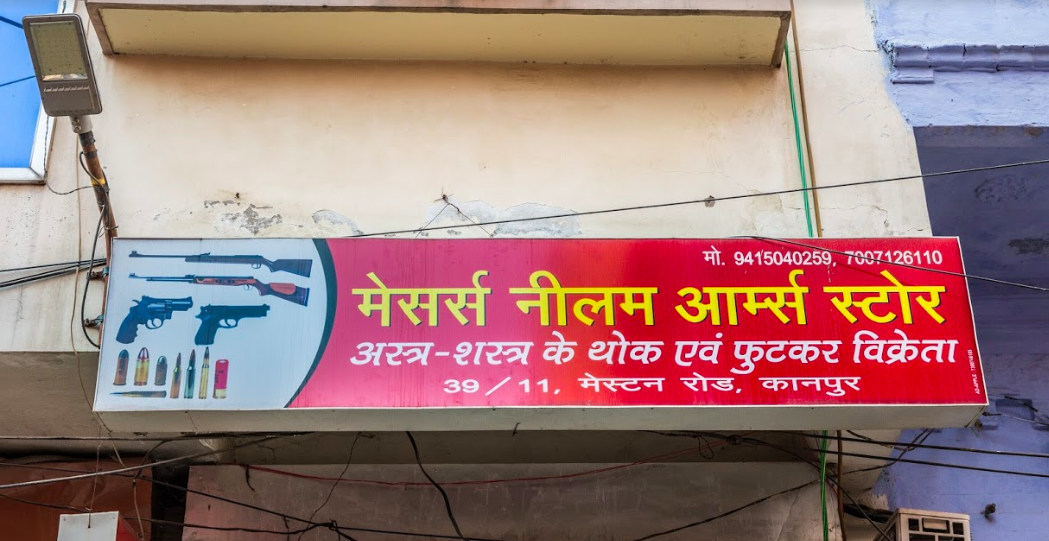 मो. 9415040259, 7007126110
मेसर्स नीलम आर्म्स स्टोर
अस्त्र-शस्त्र के थोक एवं फुटकर विक्रेता
39/11, मेस्टन रोड, कानपुर